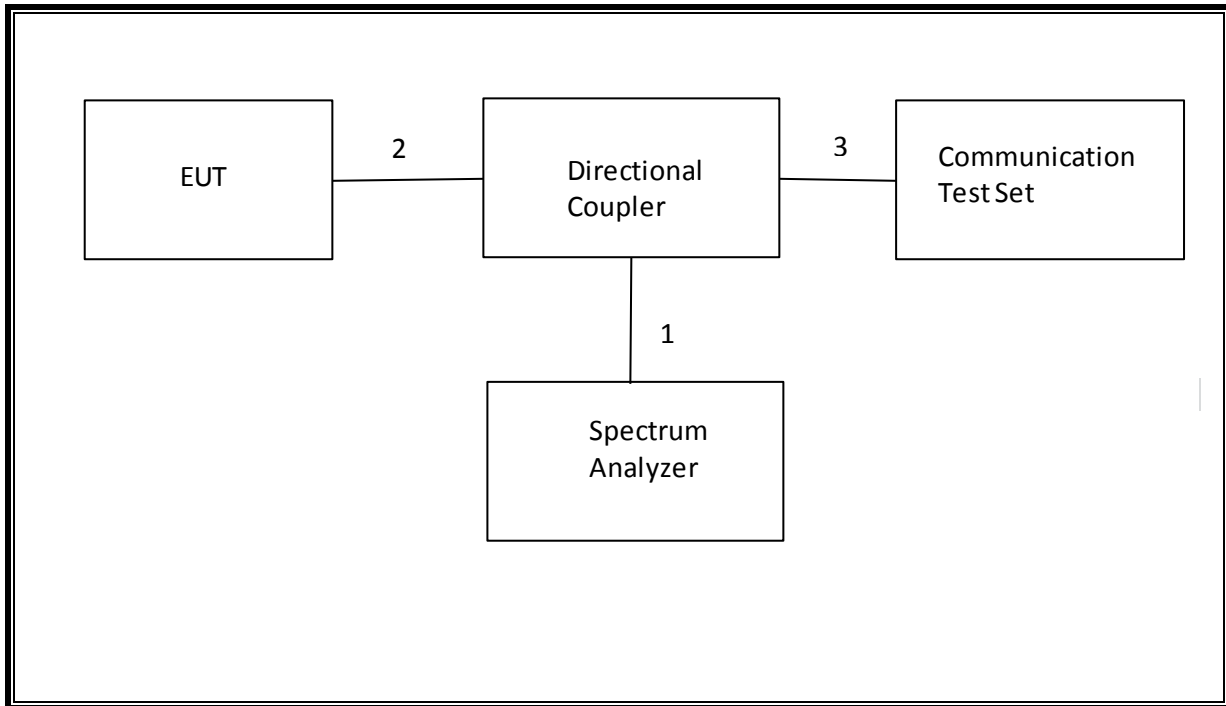 EUT
2
Directional
Coupler
3
Communication
Test Set
1
Spectrum
Analyzer